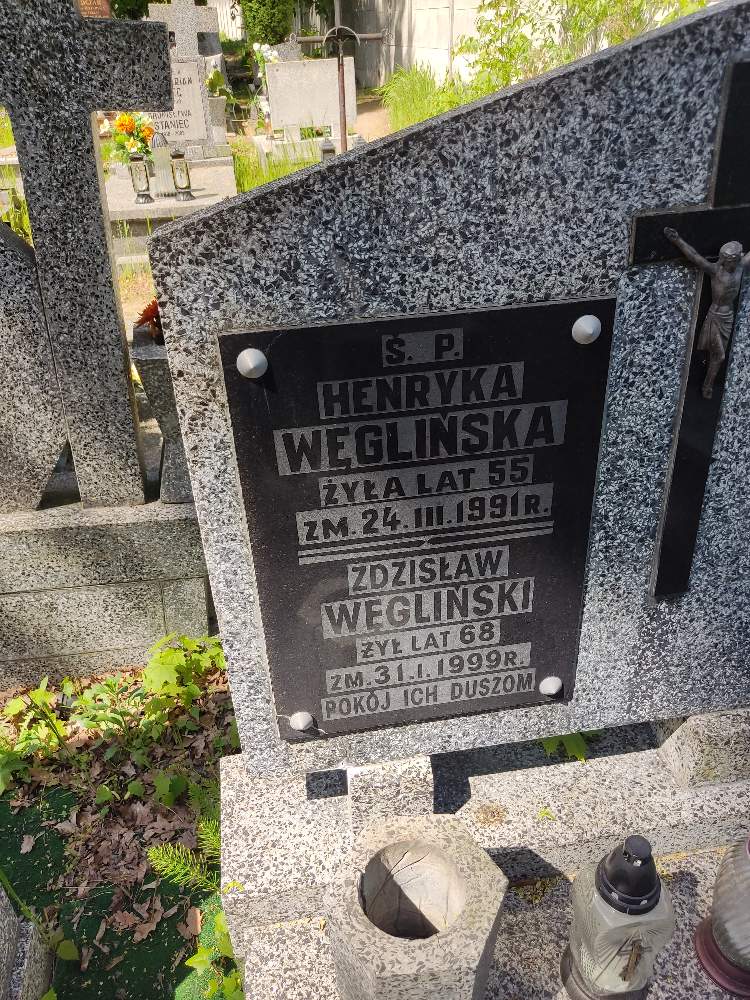 Ś. P.
HENRYKA
WĘGLIŃSKA
ŻYŁA LAT 55
ZM. 24. III. 1991 R.
ZDZISŁAW
WĘGLIŃSKI
ŻYŁ LAT 68
ZM. 31. I. 1999 R.
POKÓJ ICH DUSZOM
STANIEC